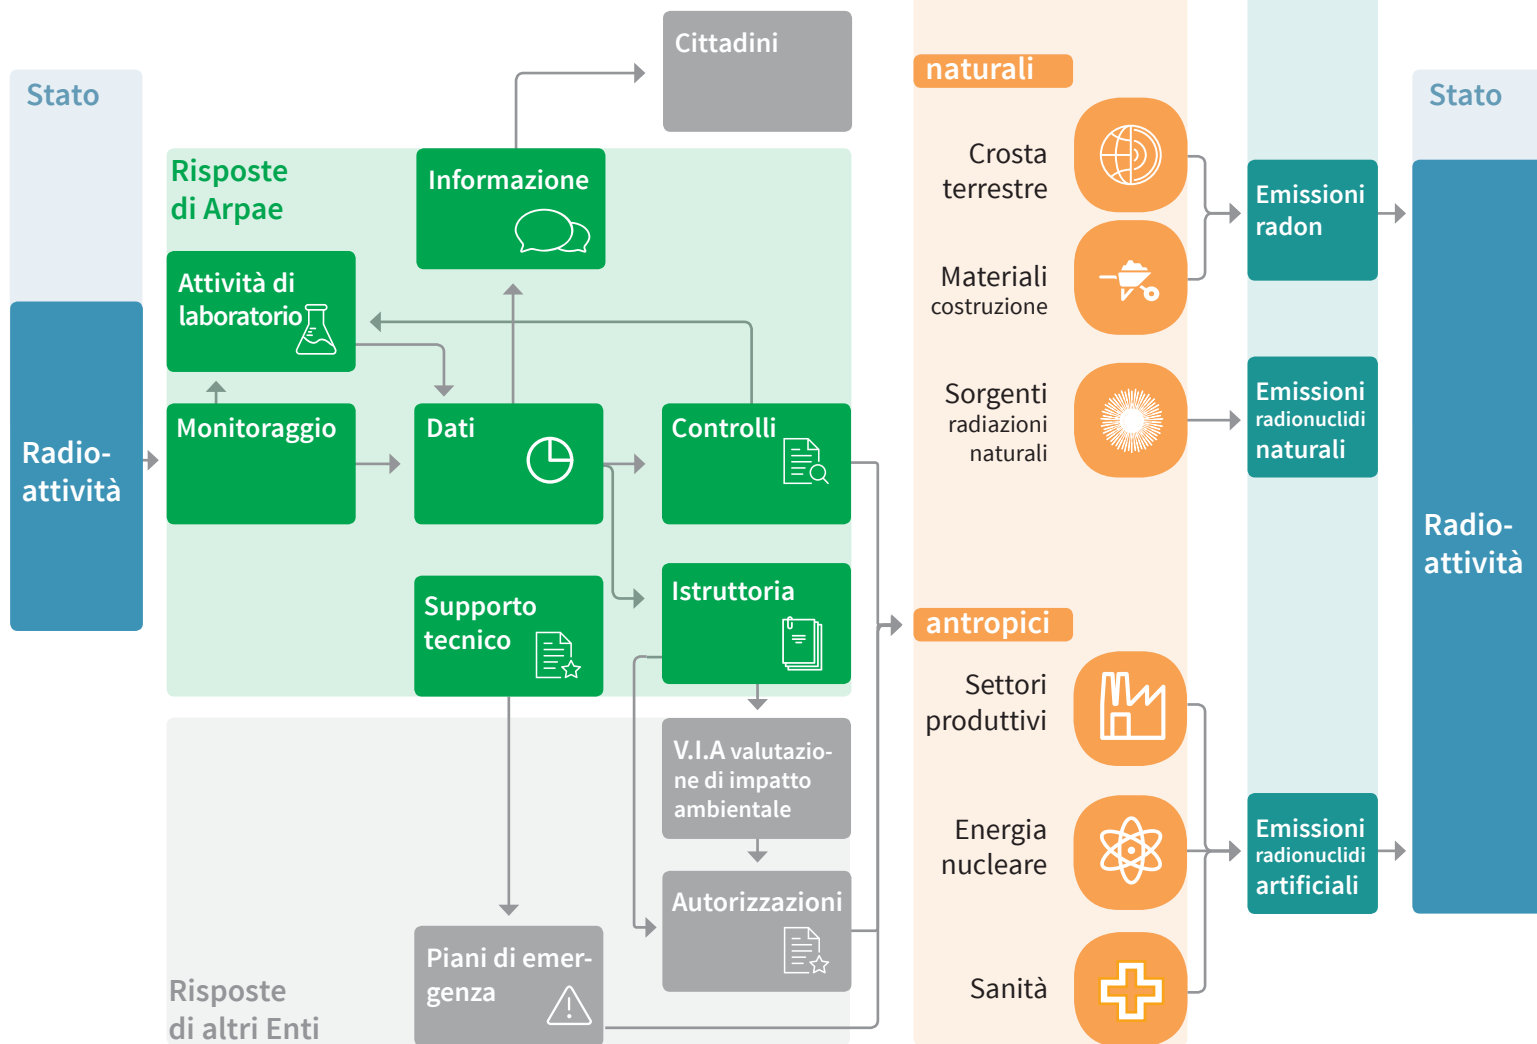 Stato
Radio-
attività
Cittadini
Risposte
di Arpae
Informazione
Attività di
laboratorio
Monitoraggio
Dati
Controlli
Supporto
tecnico
Istruttoria
V.I.A valutazio-
ne di impatto
ambientale
Autorizzazioni
Piani di emer-
genza
Risposte
di altri Enti
naturali
Crosta
terrestre
Materiali
costruzione
Sorgenti
radiazioni
naturali
antropici
Settori
produttivi
Energia
nucleare
Sanità
Emissioni
radon
Emissioni
radionuclidi
naturali
Emissioni
radionuclidi
artificiali
Stato
Radio-
attività